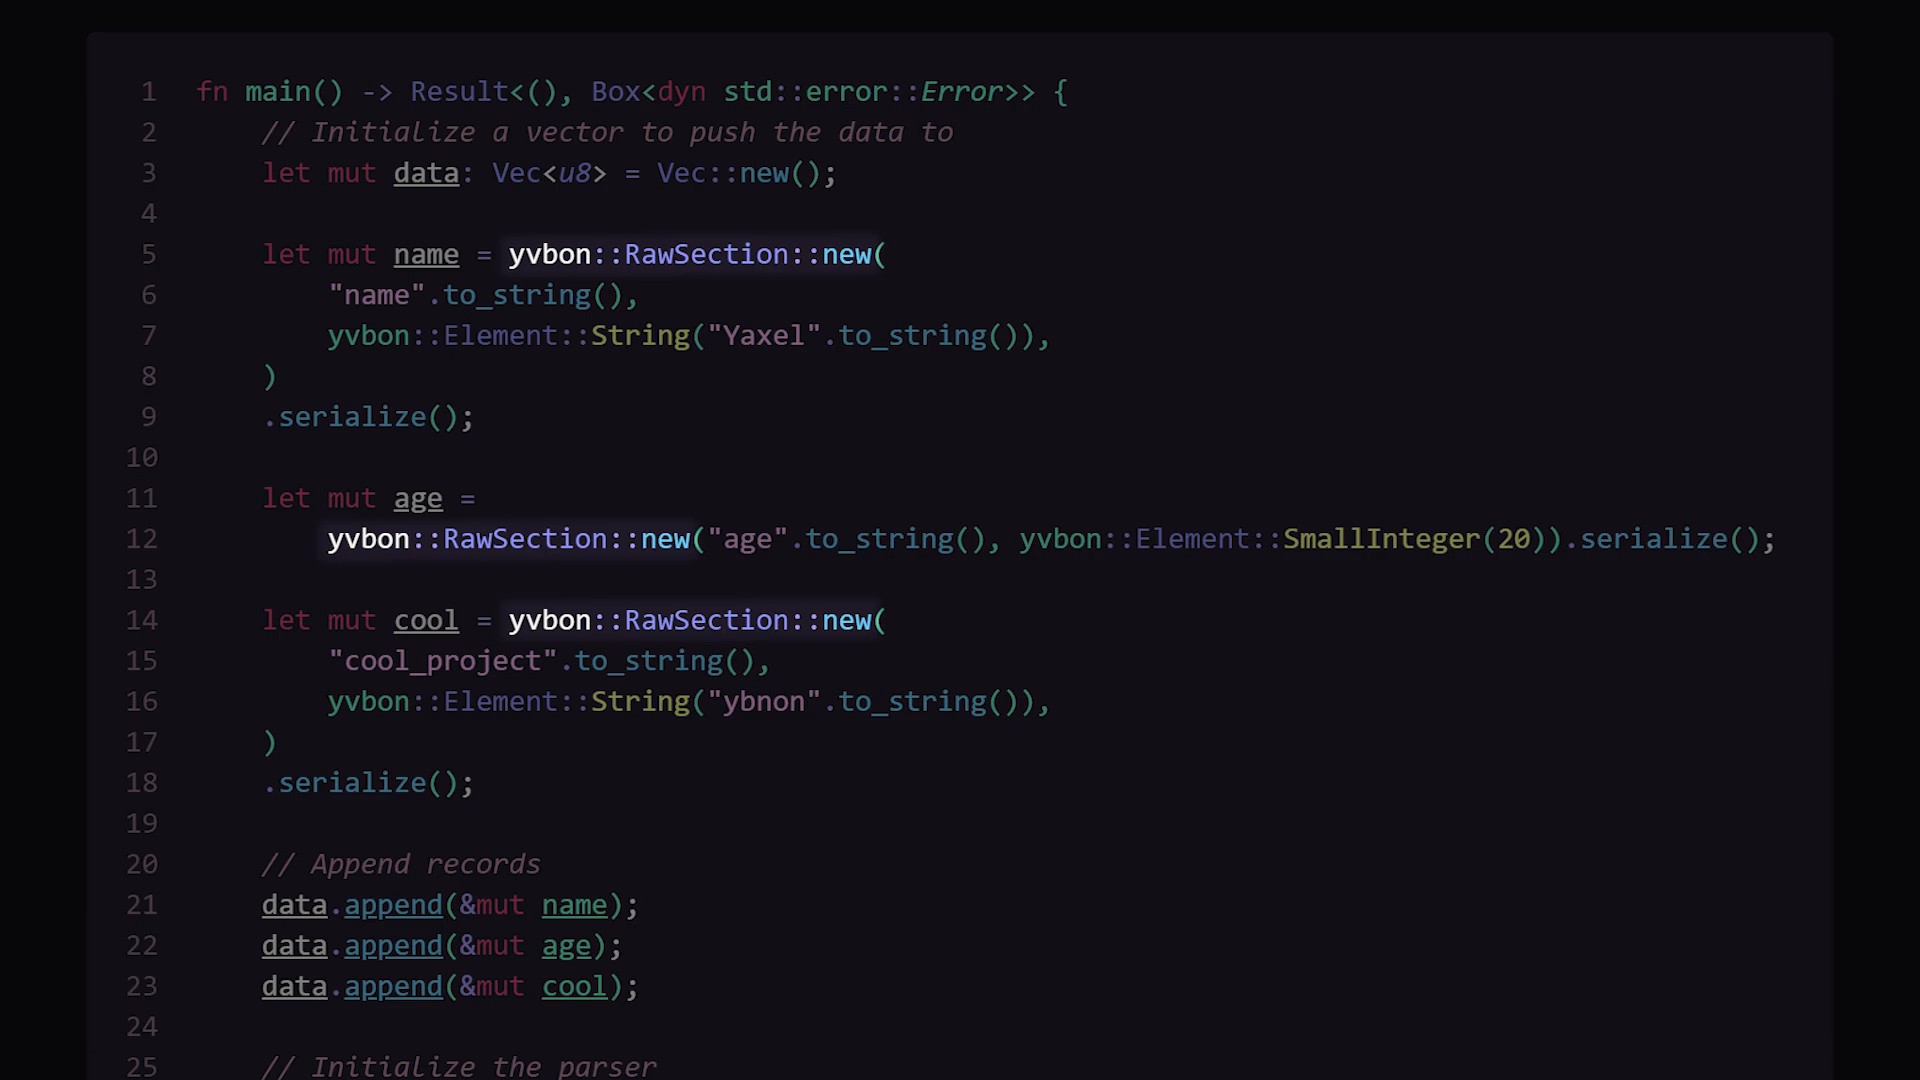 1 fn main() -> Result<(), Box<dyn std::error::Error>> {
2 // Initialize a vector to push the data to
3 let mut data: Vec<u8> = Vec::new();
4
5 let mut name = yvbon::RawSection::new(
6 "name".to_string(),
7 yvbon::Element::String("Yaxel".to_string()),
8 )
9 .serialize();
10
11 let mut age =
12 yvbon::RawSection::new("age".to_string(), yvbon::Element::SmallInteger(20)).serialize();
13
14 let mut cool = yvbon::RawSection::new(
15 "cool_project".to_string(),
16 yvbon::Element::String("ybnon".to_string()),
17 )
18 .serialize();
19
20 // Append records
21 data.append(&mut name);
22 data.append(&mut age);
23 data.append(&mut cool);
24
25 // Initialize the parser